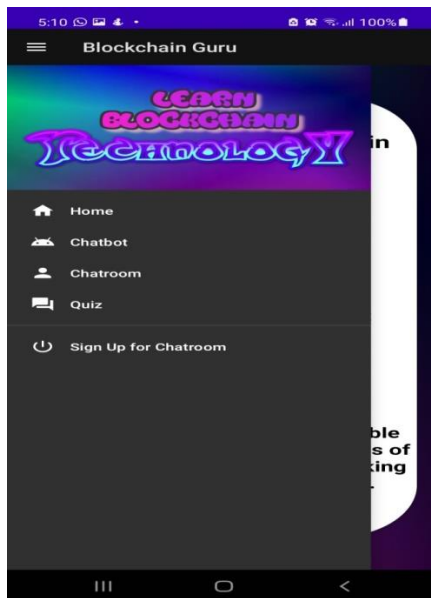 5:10 100%
Blockchain Guru
LEARN
BLOCKCHAIN
TECHNOLOGY
in
Home
Chatbot
Chatroom
Quiz
Sign Up for Chatroom
ble
s of
king